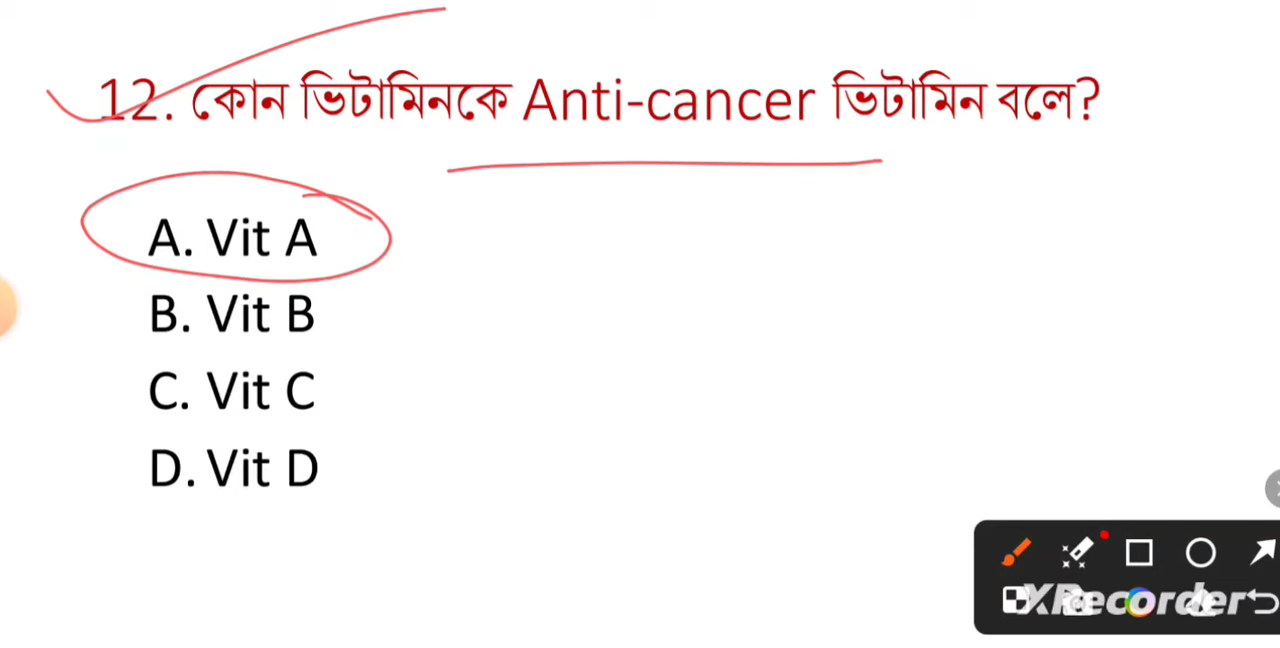 12. কোন ভিটামিনকে Anti-cancer ভিটামিন বলে?
A. Vit A
B. Vit B
C. Vit C
D. Vit D
XRecorder